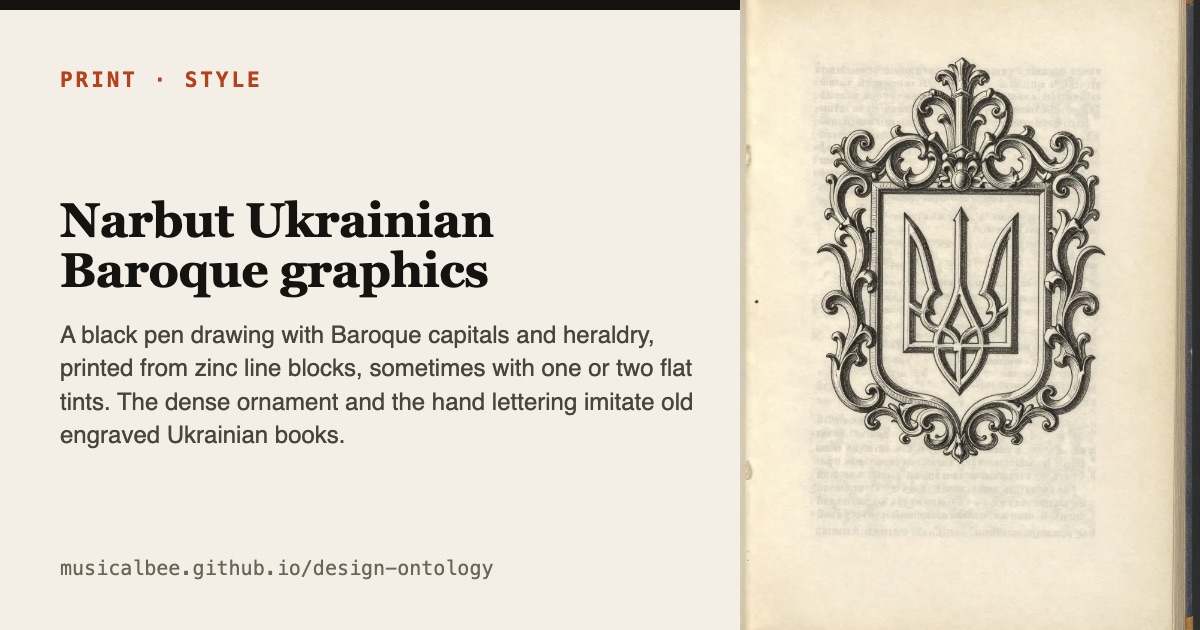 PRINT · STYLE
Narbut Ukrainian
Baroque graphics
A black pen drawing with Baroque capitals and heraldry,
printed from zinc line blocks, sometimes with one or two flat
tints. The dense ornament and the hand lettering imitate old
engraved Ukrainian books.
musicalbee.github.io/design-ontology